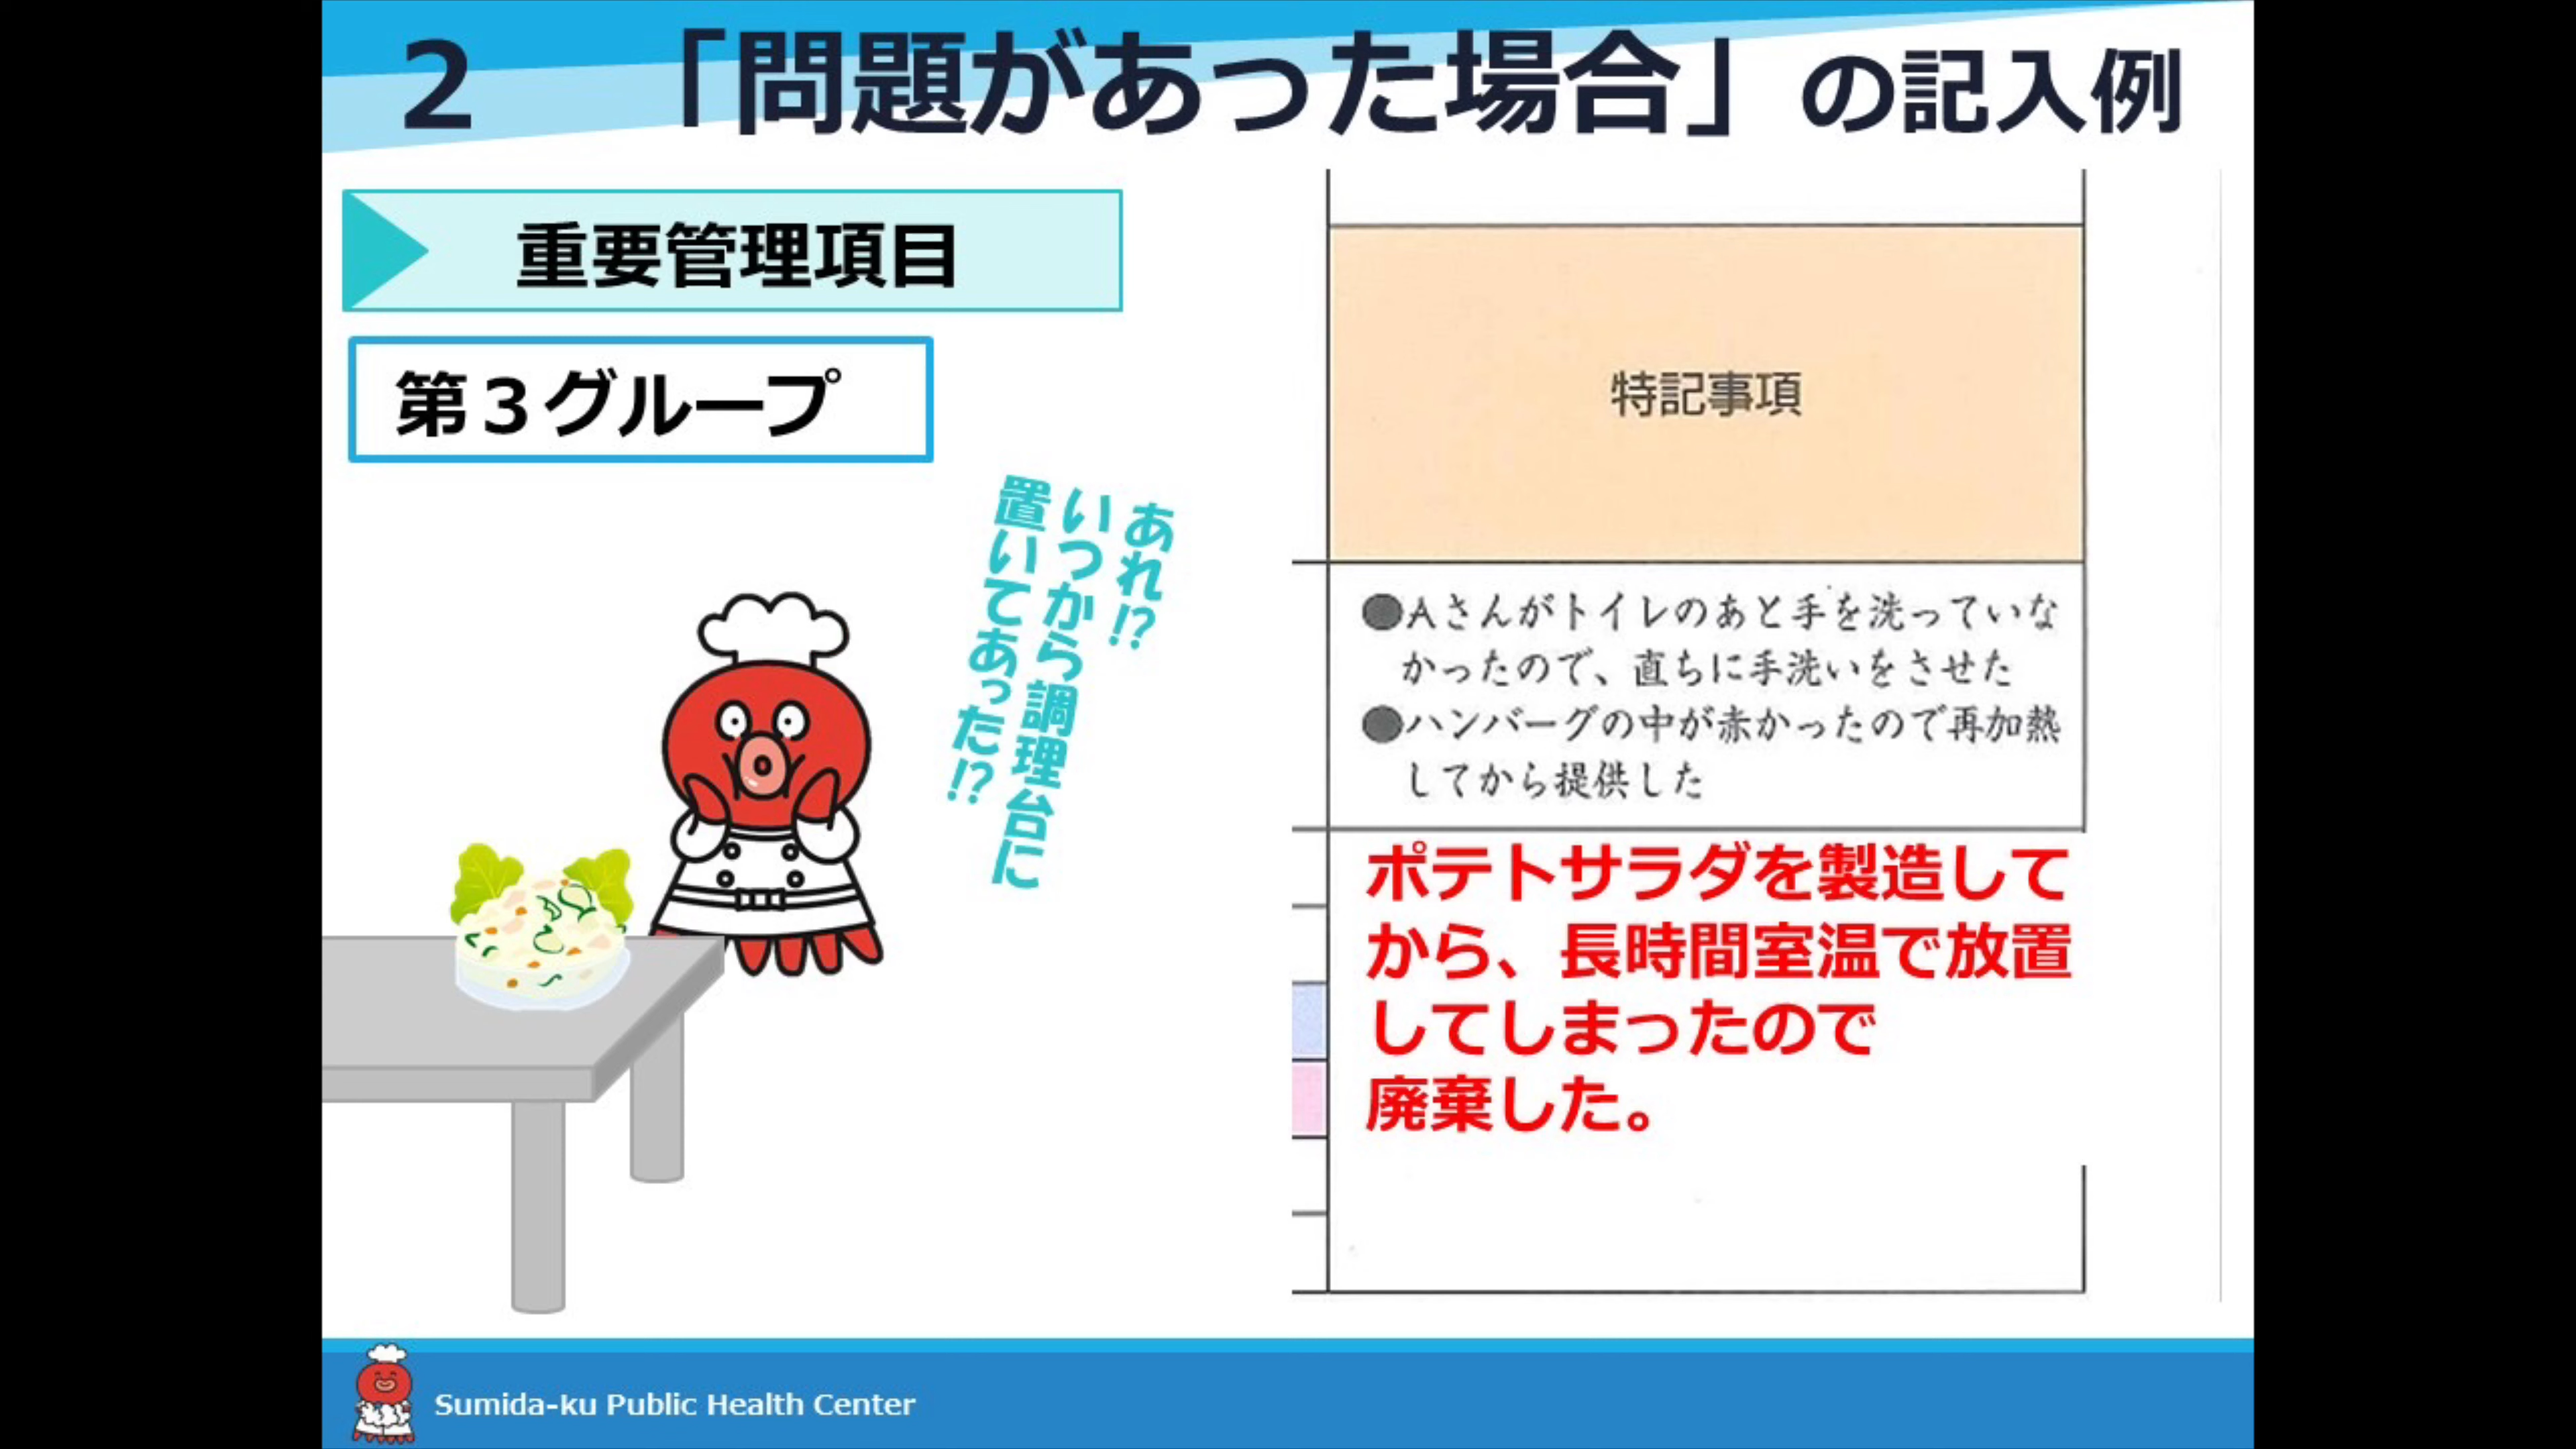 2　「問題があった場合」の記入例
重要管理項目
第３グループ
あれ!?
いつから調理台に
置いてあった!?
特記事項
●Aさんがトイレのあと手を洗っていな
かったので、直ちに手洗いをさせた
●ハンバーグの中が赤かったので再加熱
してから提供した
ポテトサラダを製造して
から、長時間室温で放置
してしまったので
廃棄した。
Sumida-ku Public Health Center